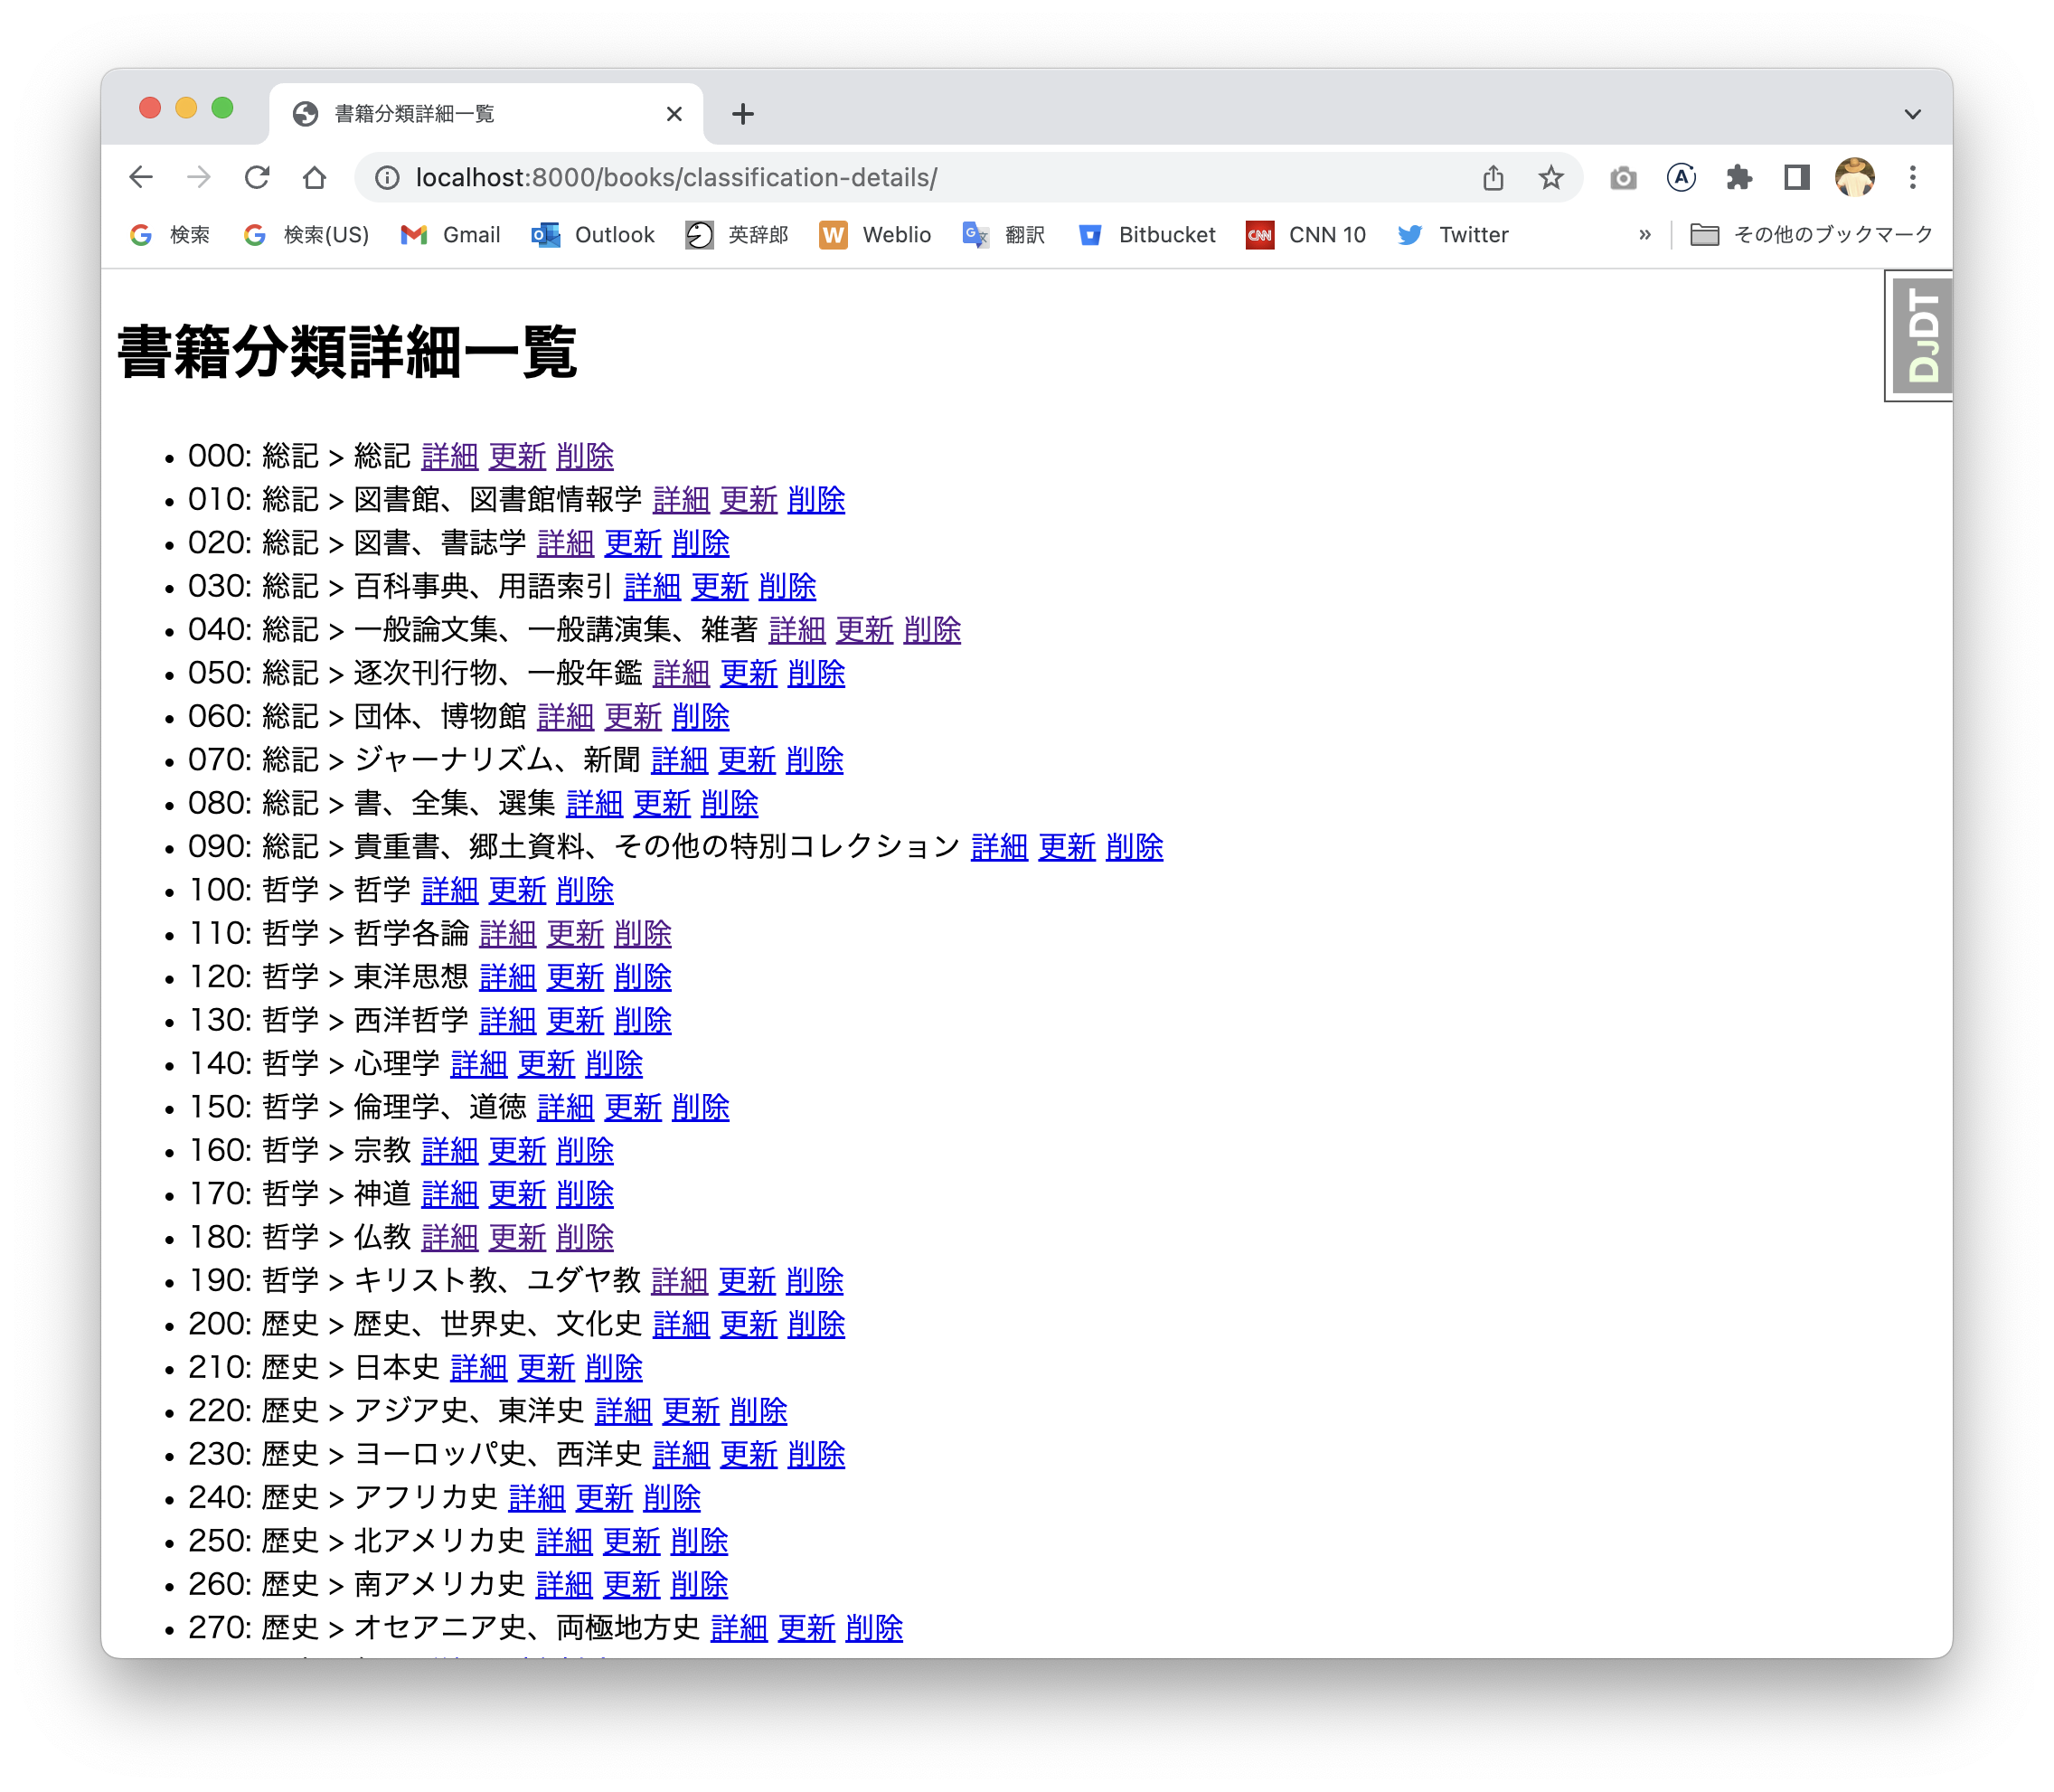 書籍分類詳細一覧
localhost:8000/books/classification-details/
検索 検索(US) Gmail Outlook 英辞郎 Weblio 翻訳 Bitbucket CNN 10 Twitter » その他のブックマーク
DJDT
書籍分類詳細一覧
000: 総記 > 総記 詳細 更新 削除
010: 総記 > 図書館、図書館情報学 詳細 更新 削除
020: 総記 > 図書、書誌学 詳細 更新 削除
030: 総記 > 百科事典、用語索引 詳細 更新 削除
040: 総記 > 一般論文集、一般講演集、雑著 詳細 更新 削除
050: 総記 > 逐次刊行物、一般年鑑 詳細 更新 削除
060: 総記 > 団体、博物館 詳細 更新 削除
070: 総記 > ジャーナリズム、新聞 詳細 更新 削除
080: 総記 > 書、全集、選集 詳細 更新 削除
090: 総記 > 貴重書、郷土資料、その他の特別コレクション 詳細 更新 削除
100: 哲学 > 哲学 詳細 更新 削除
110: 哲学 > 哲学各論 詳細 更新 削除
120: 哲学 > 東洋思想 詳細 更新 削除
130: 哲学 > 西洋哲学 詳細 更新 削除
140: 哲学 > 心理学 詳細 更新 削除
150: 哲学 > 倫理学、道徳 詳細 更新 削除
160: 哲学 > 宗教 詳細 更新 削除
170: 哲学 > 神道 詳細 更新 削除
180: 哲学 > 仏教 詳細 更新 削除
190: 哲学 > キリスト教、ユダヤ教 詳細 更新 削除
200: 歴史 > 歴史、世界史、文化史 詳細 更新 削除
210: 歴史 > 日本史 詳細 更新 削除
220: 歴史 > アジア史、東洋史 詳細 更新 削除
230: 歴史 > ヨーロッパ史、西洋史 詳細 更新 削除
240: 歴史 > アフリカ史 詳細 更新 削除
250: 歴史 > 北アメリカ史 詳細 更新 削除
260: 歴史 > 南アメリカ史 詳細 更新 削除
270: 歴史 > オセアニア史、両極地方史 詳細 更新 削除